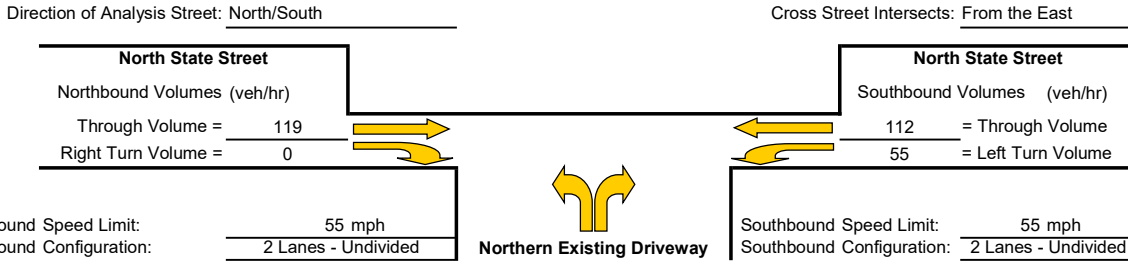 Direction of Analysis Street: North/South Cross Street Intersects: From the East
North State Street North State Street
Northbound Volumes (veh/hr) Southbound Volumes (veh/hr)
Through Volume = 119 112 = Through Volume
Right Turn Volume = 0 55 = Left Turn Volume
ound Speed Limit: 55 mph Southbound Speed Limit: 55 mph
ound Configuration: 2 Lanes - Undivided Northern Existing Driveway Southbound Configuration: 2 Lanes - Undivided